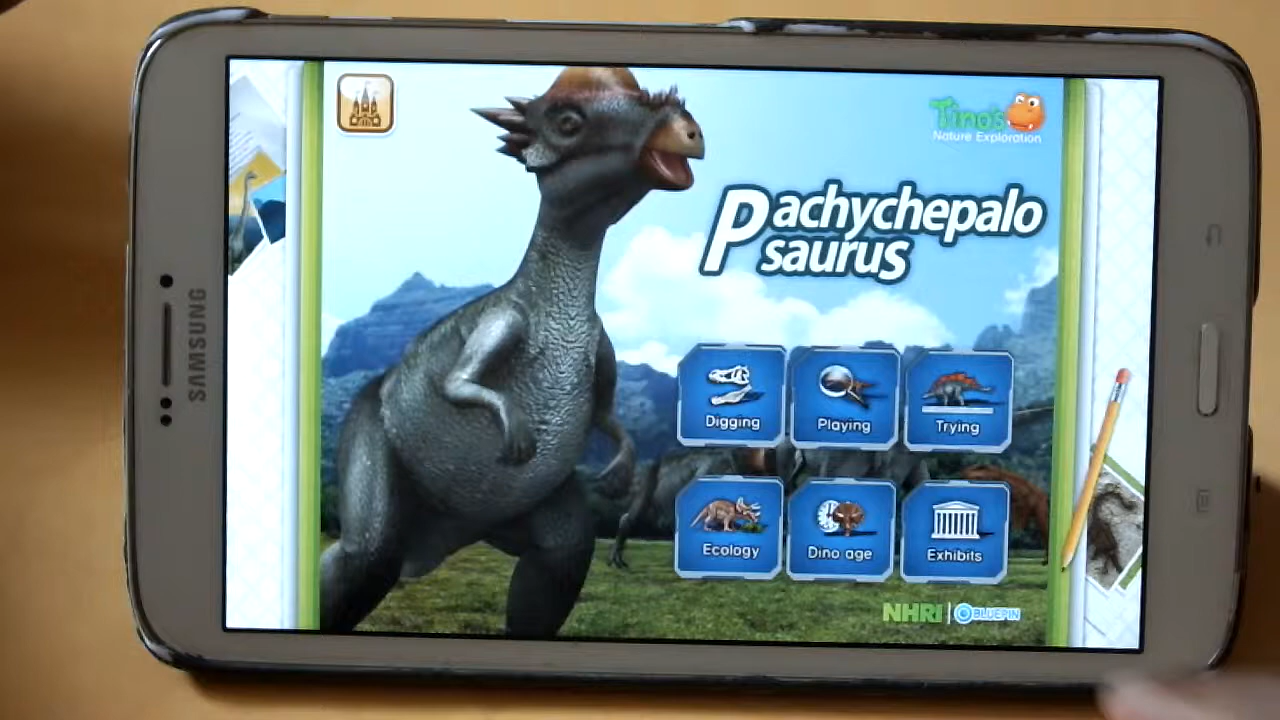 SAMSUNG
Tino's
Nature Exploration
Pachychepalo
saurus
Digging
Playing
Trying
Ecology
Dino age
Exhibits
NHRI
BLUEPIN